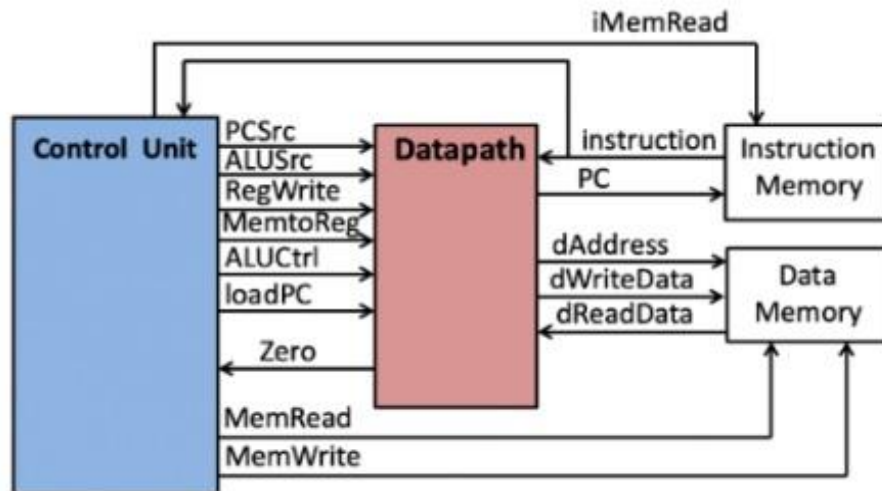 iMemRead
Control Unit
PCSrc
ALUSrc
RegWrite
MemtoReg
ALUCtrl
loadPC
Zero
MemRead
MemWrite
Datapath
instruction
PC
dAddress
dWriteData
dReadData
Instruction
Memory
Data
Memory